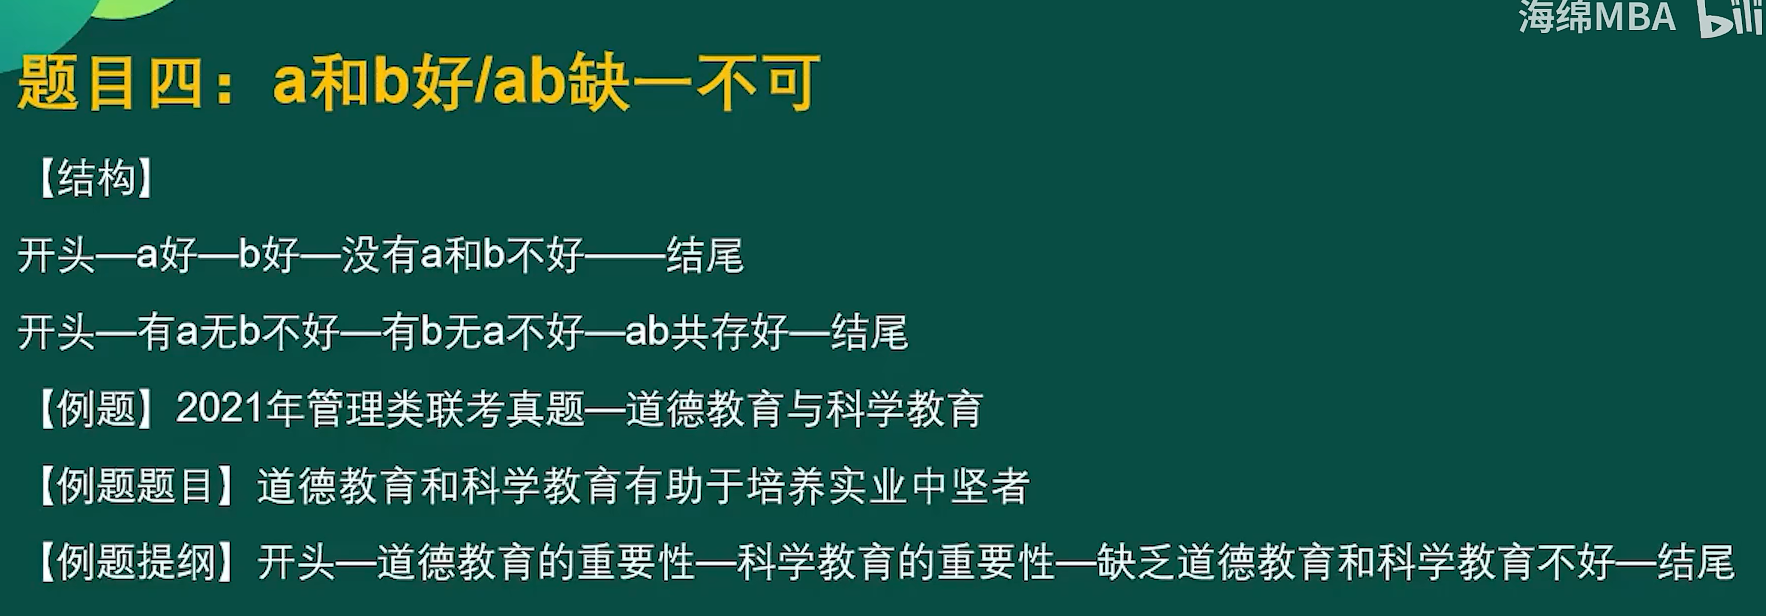 海绵MBA bili
题目四：a和b好/ab缺一不可
【结构】
开头—a好—b好—没有a和b不好——结尾
开头—有a无b不好—有b无a不好—ab共存好—结尾
【例题】2021年管理类联考真题—道德教育与科学教育
【例题题目】道德教育和科学教育有助于培养实业中坚者
【例题提纲】开头—道德教育的重要性—科学教育的重要性—缺乏道德教育和科学教育不好—结尾